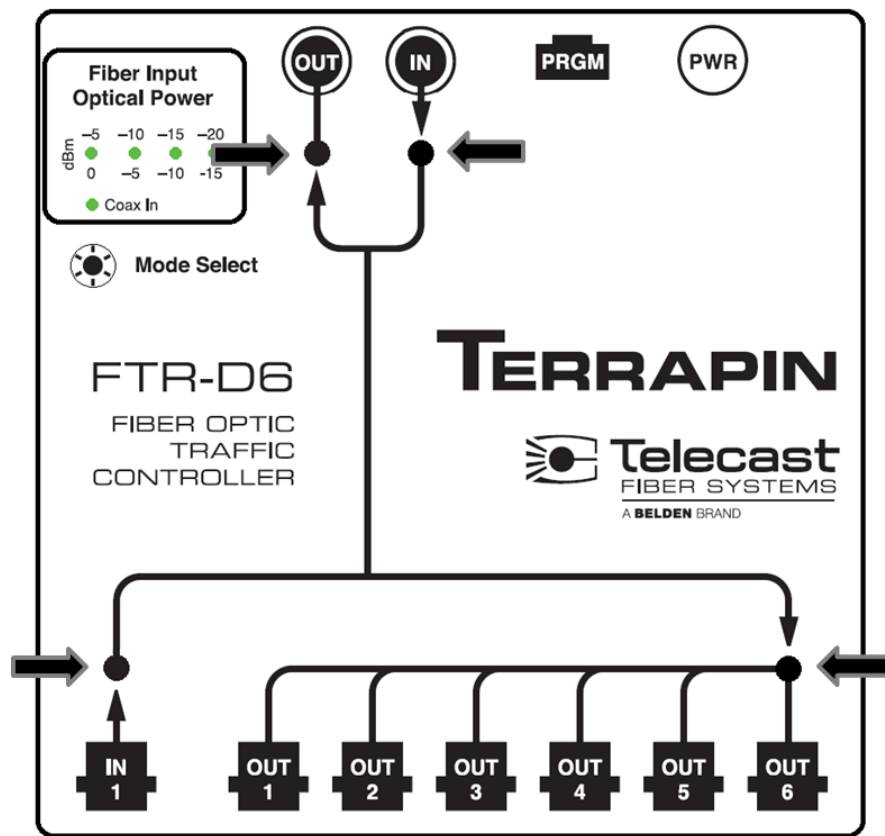 Fiber Input
Optical Power
dBm
–5 –10 –15 –20
0 –5 –10 -15
Coax In
OUT
IN
PRGM
PWR
Mode Select
FTR-D6
FIBER OPTIC
TRAFFIC
CONTROLLER
TERRAPIN
Telecast
FIBER SYSTEMS
A BELDEN BRAND
IN
1
OUT
1
OUT
2
OUT
3
OUT
4
OUT
5
OUT
6